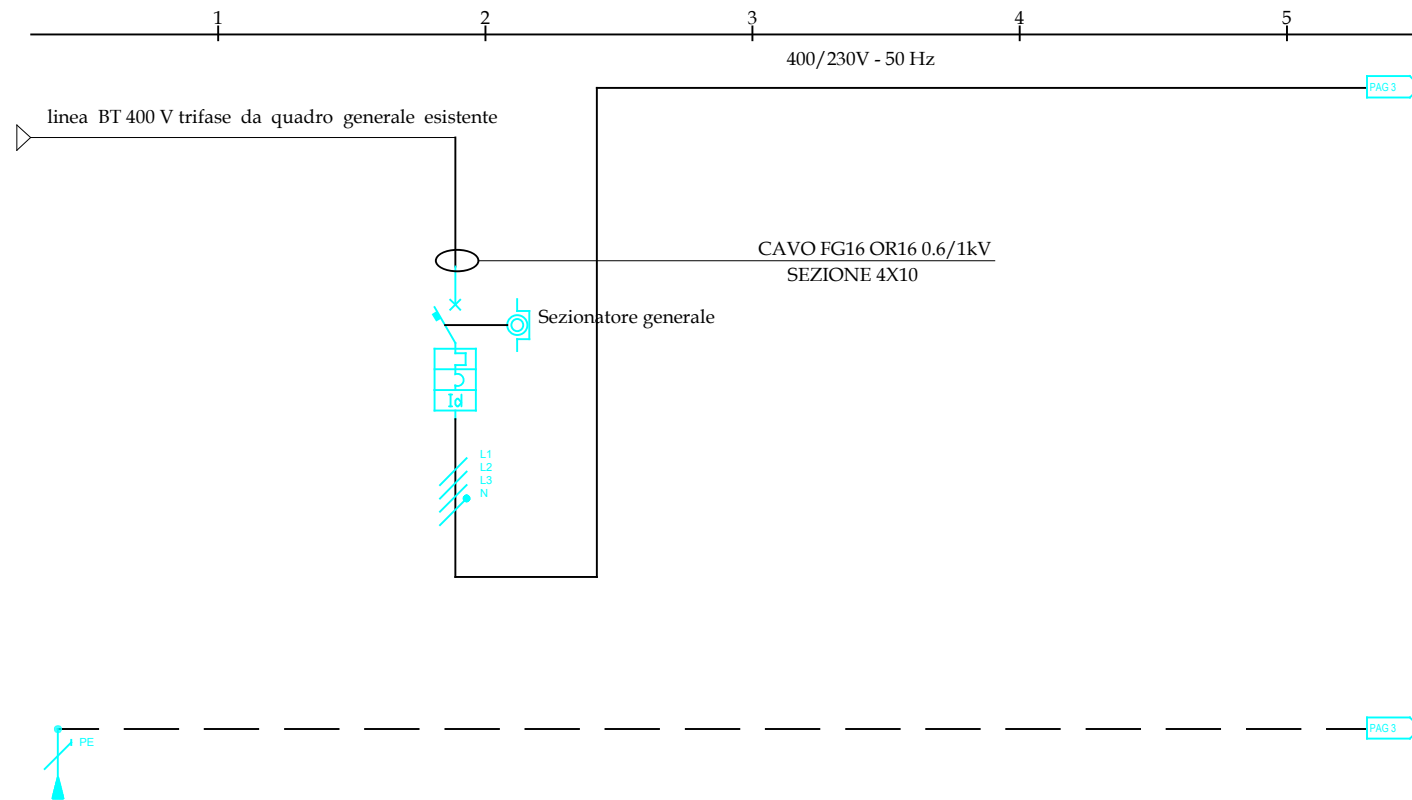 1 2 3 4 5
400/230V - 50 Hz
PAG 3
linea BT 400 V trifase da quadro generale esistente
CAVO FG16 OR16 0.6/1kV
SEZIONE 4X10
Sezionatore generale
Id
L1
L2
L3
N
PE
PAG 3